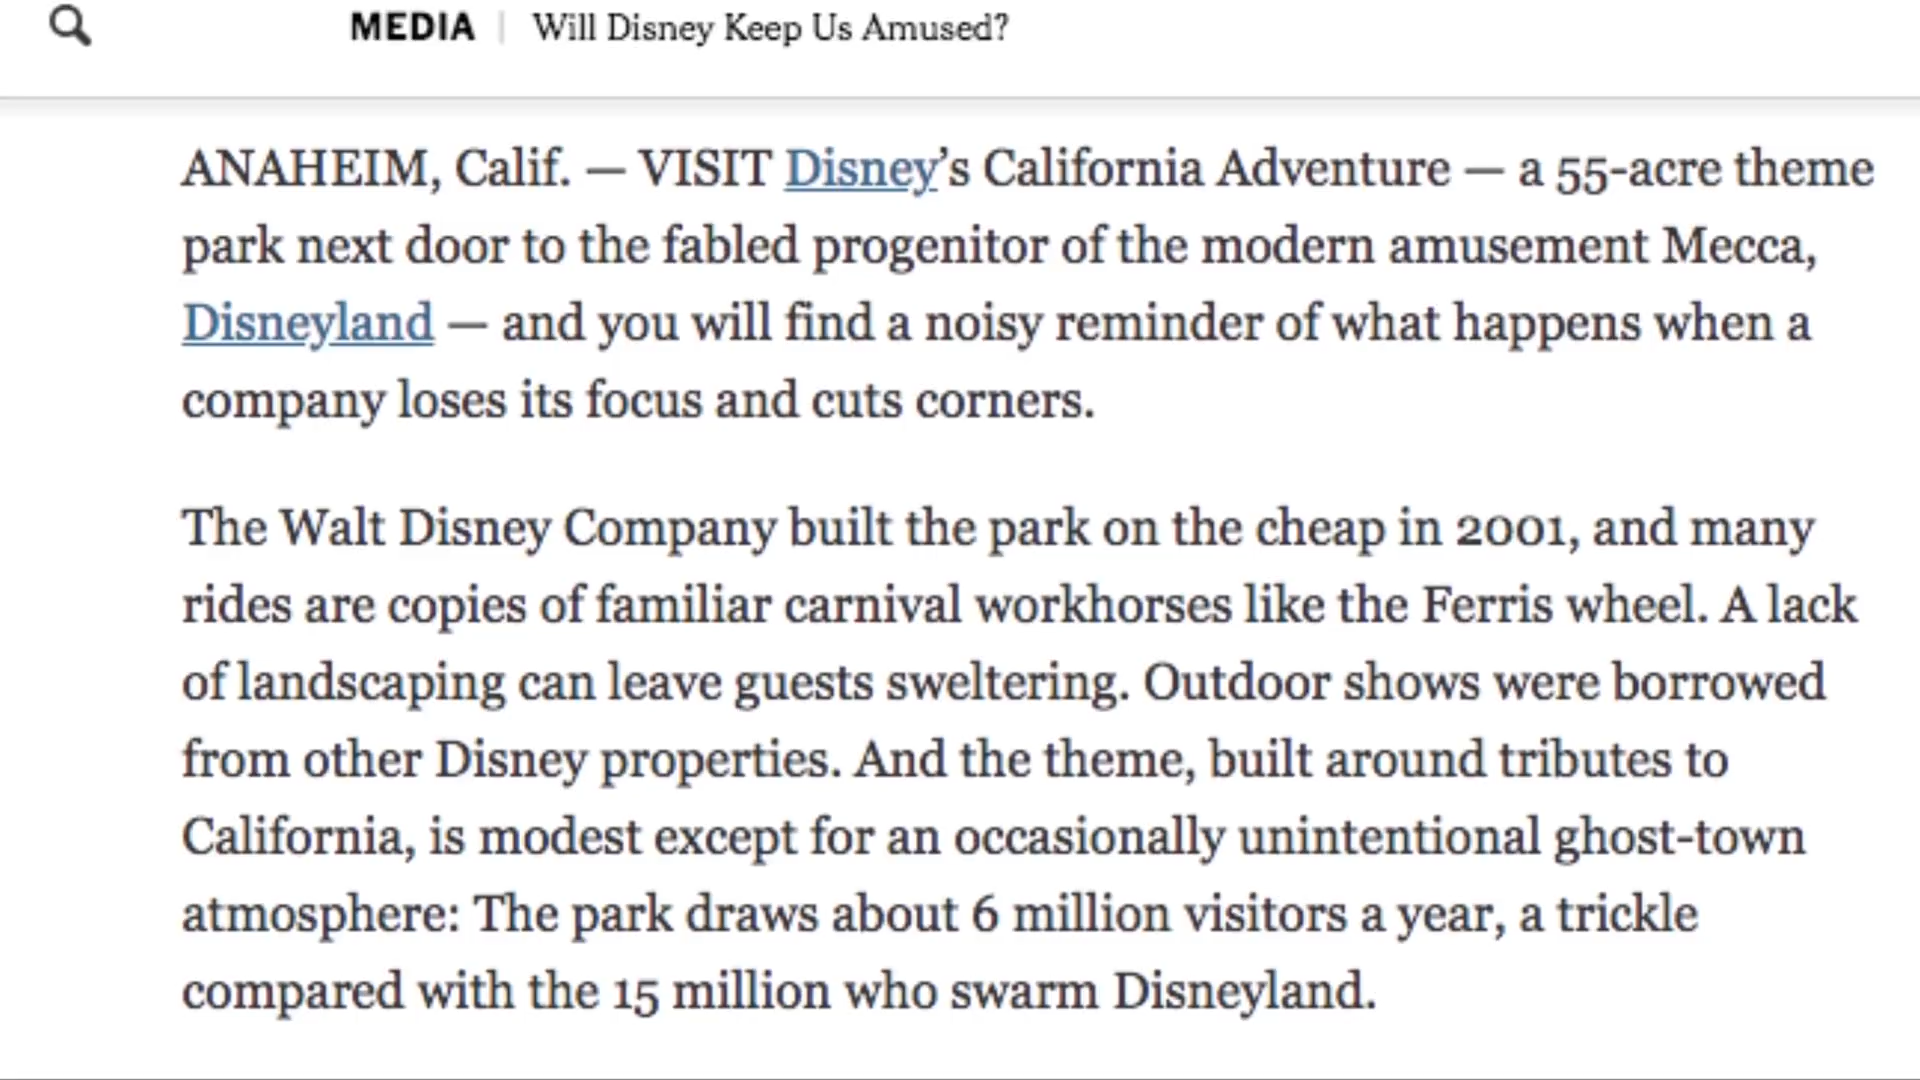 MEDIA | Will Disney Keep Us Amused?
ANAHEIM, Calif. — VISIT Disney’s California Adventure — a 55-acre theme
park next door to the fabled progenitor of the modern amusement Mecca,
Disneyland — and you will find a noisy reminder of what happens when a
company loses its focus and cuts corners.
The Walt Disney Company built the park on the cheap in 2001, and many
rides are copies of familiar carnival workhorses like the Ferris wheel. A lack
of landscaping can leave guests sweltering. Outdoor shows were borrowed
from other Disney properties. And the theme, built around tributes to
California, is modest except for an occasionally unintentional ghost-town
atmosphere: The park draws about 6 million visitors a year, a trickle
compared with the 15 million who swarm Disneyland.